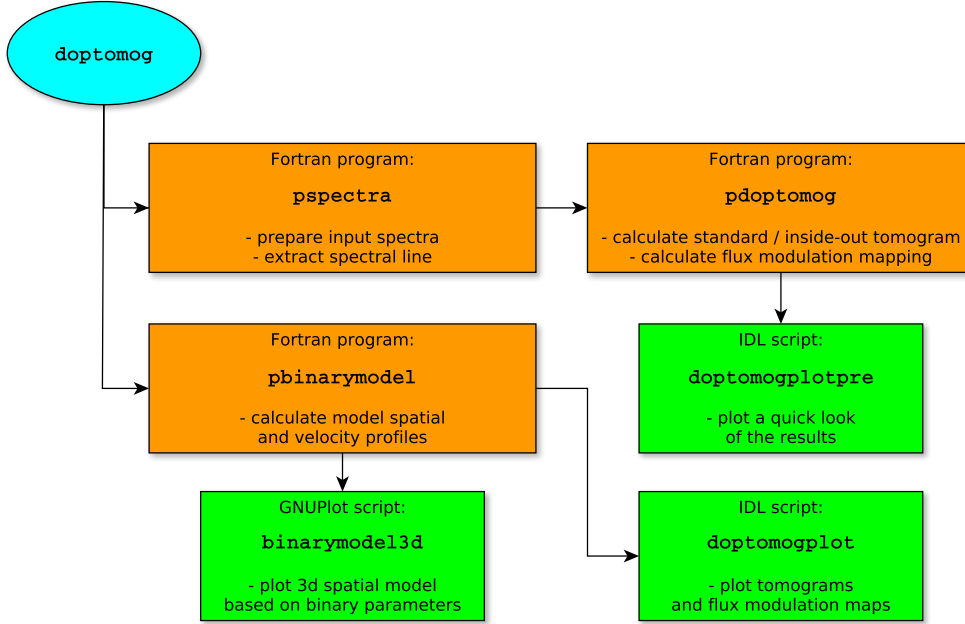 doptomog
Fortran program:
pspectra
- prepare input spectra
- extract spectral line
Fortran program:
pdoptomog
- calculate standard / inside-out tomogram
- calculate flux modulation mapping
Fortran program:
pbinarymodel
- calculate model spatial
and velocity profiles
IDL script:
doptomogplotpre
- plot a quick look
of the results
GNUPlot script:
binarymodel3d
- plot 3d spatial model
based on binary parameters
IDL script:
doptomogplot
- plot tomograms
and flux modulation maps